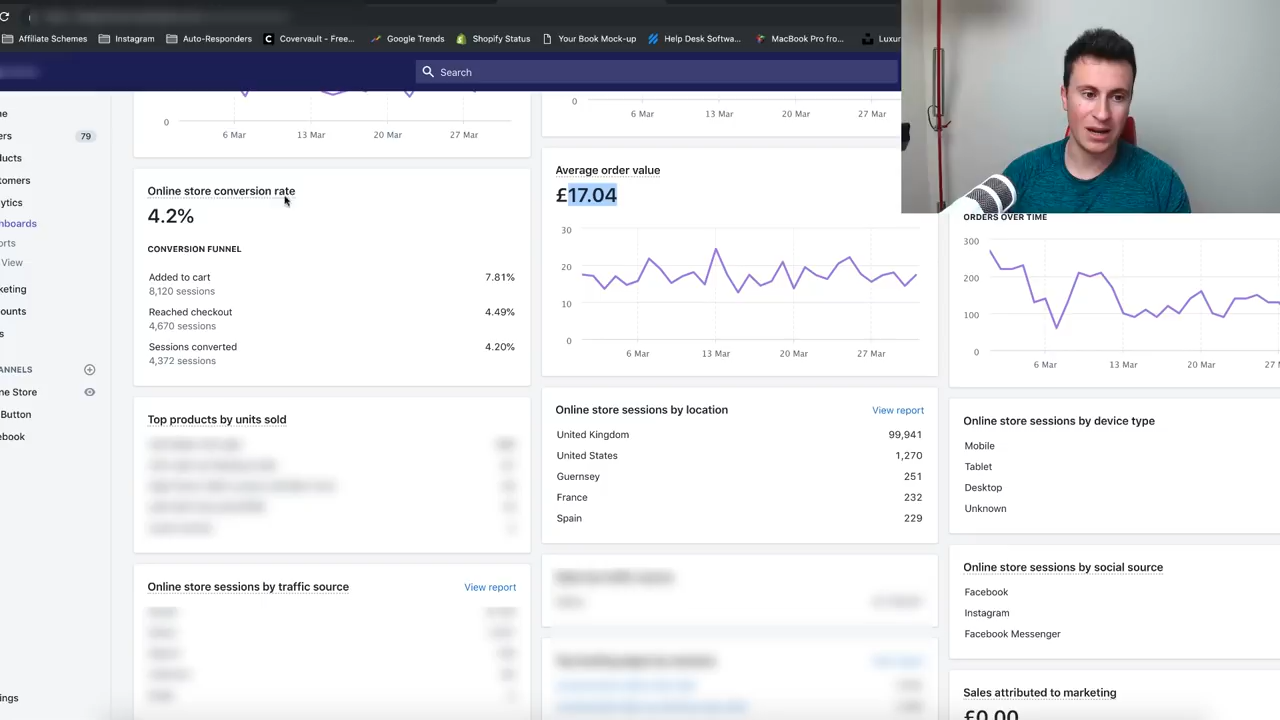 Affiliate Schemes
Instagram
Auto-Responders
C
Covervault - Free...
Google Trends
Shopify Status
Your Book Mock-up
Help Desk Softwa...
MacBook Pro fro...
Luxur
Search
0
6 Mar
13 Mar
20 Mar
27 Mar
0
6 Mar
13 Mar
20 Mar
27 Mar
me
ers
79
ducts
tomers
lytics
hboards
orts
View
keting
ounts
s
ANNELS
ne Store
Button
ebook
ings
Online store conversion rate
4.2%
CONVERSION FUNNEL
Added to cart
7.81%
8,120 sessions
Reached checkout
4.49%
4,670 sessions
Sessions converted
4.20%
4,372 sessions
Top products by units sold
Online store sessions by traffic source
View report
Average order value
£17.04
30
20
10
0
6 Mar
13 Mar
20 Mar
27 Mar
Online store sessions by location
View report
United Kingdom
99,941
United States
1,270
Guernsey
251
France
232
Spain
229
ORDERS OVER TIME
300
200
100
0
6 Mar
13 Mar
20 Mar
27 M
Online store sessions by device type
Mobile
Tablet
Desktop
Unknown
Online store sessions by social source
Facebook
Instagram
Facebook Messenger
Sales attributed to marketing
£0.00